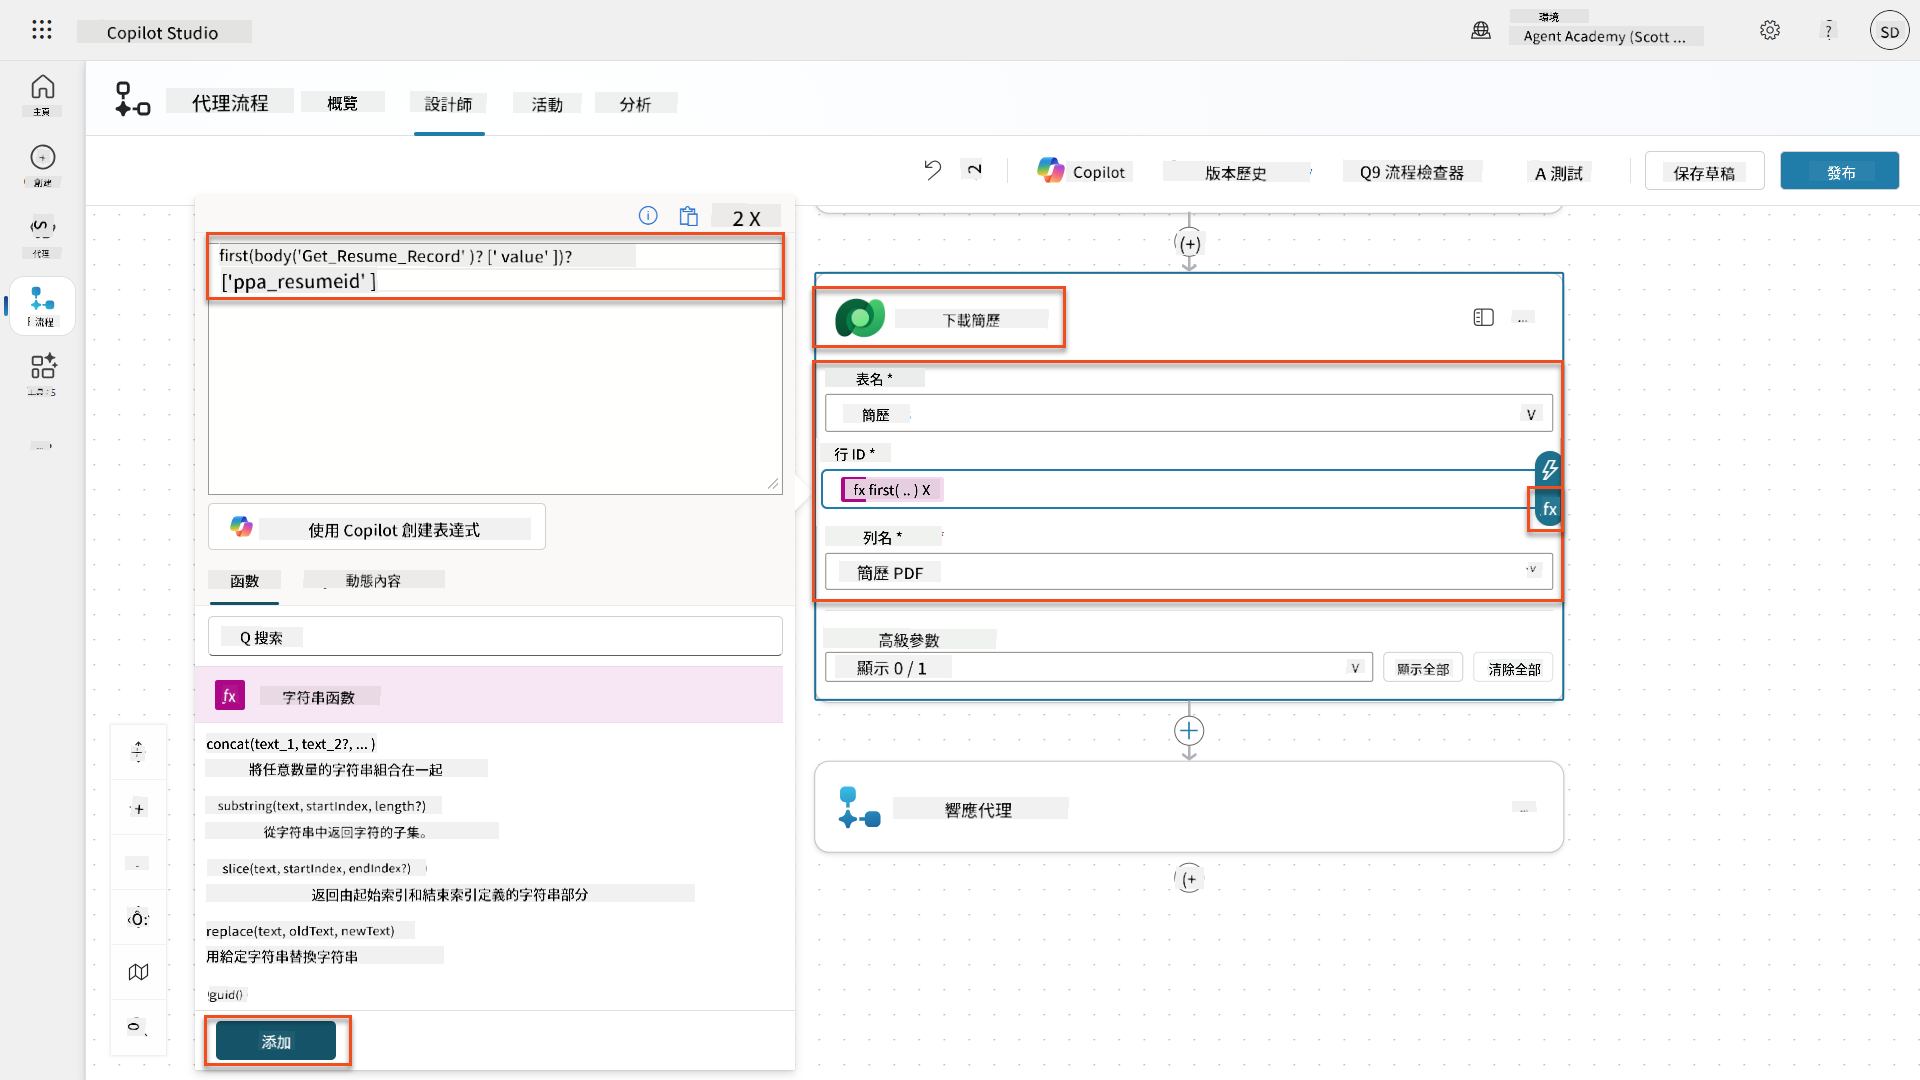 Copilot Studio
環境
Agent Academy (Scott ...
?
SD
主頁
創建
代理
流程
代理流程
概覽
設計師
活動
分析
Copilot
版本歷史
Q9 流程檢查器
A 測試
保存草稿
發布
2 X
first(body('Get_Resume_Record' )? [' value' ])?
['ppa_resumeid' ]
使用 Copilot 創建表達式
函數
動態內容
Q 搜索
fx
字符串函數
concat(text_1, text_2?, ... )
將任意數量的字符串組合在一起
substring(text, startIndex, length?)
從字符串中返回字符的子集。
slice(text, startIndex, endIndex?)
返回由起始索引和結束索引定義的字符串部分
replace(text, oldText, newText)
用給定字符串替換字符串
guid()
添加
(+)
下載簡歷
...
表名 *
簡歷
V
行 ID *
fx first( .. ) X
fx
列名 *
簡歷 PDF
V
高級參數
顯示 0 / 1
V
顯示全部
清除全部
響應代理
...
(+